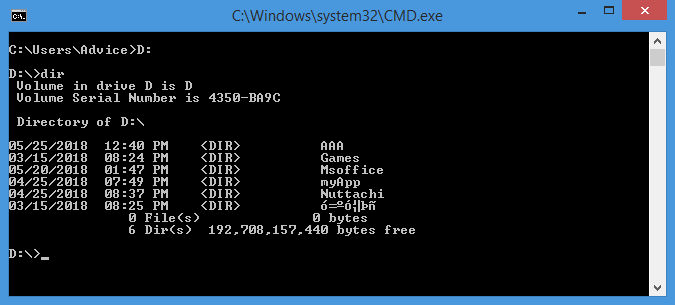 C:\Windows\system32\CMD.exe
C:\Users\Advice>D:
D:\>dir
Volume in drive D is D
Volume Serial Number is 4350-BA9C
Directory of D:\
05/25/2018  12:40 PM    <DIR>          AAA
03/15/2018  08:24 PM    <DIR>          Games
05/20/2018  01:47 PM    <DIR>          Msoffice
04/25/2018  07:49 PM    <DIR>          myApp
04/25/2018  08:37 PM    <DIR>          Nuttachi
03/15/2018  08:25 PM    <DIR>
0 File(s)              0 bytes
6 Dir(s)  192,708,157,440 bytes free
D:\>_